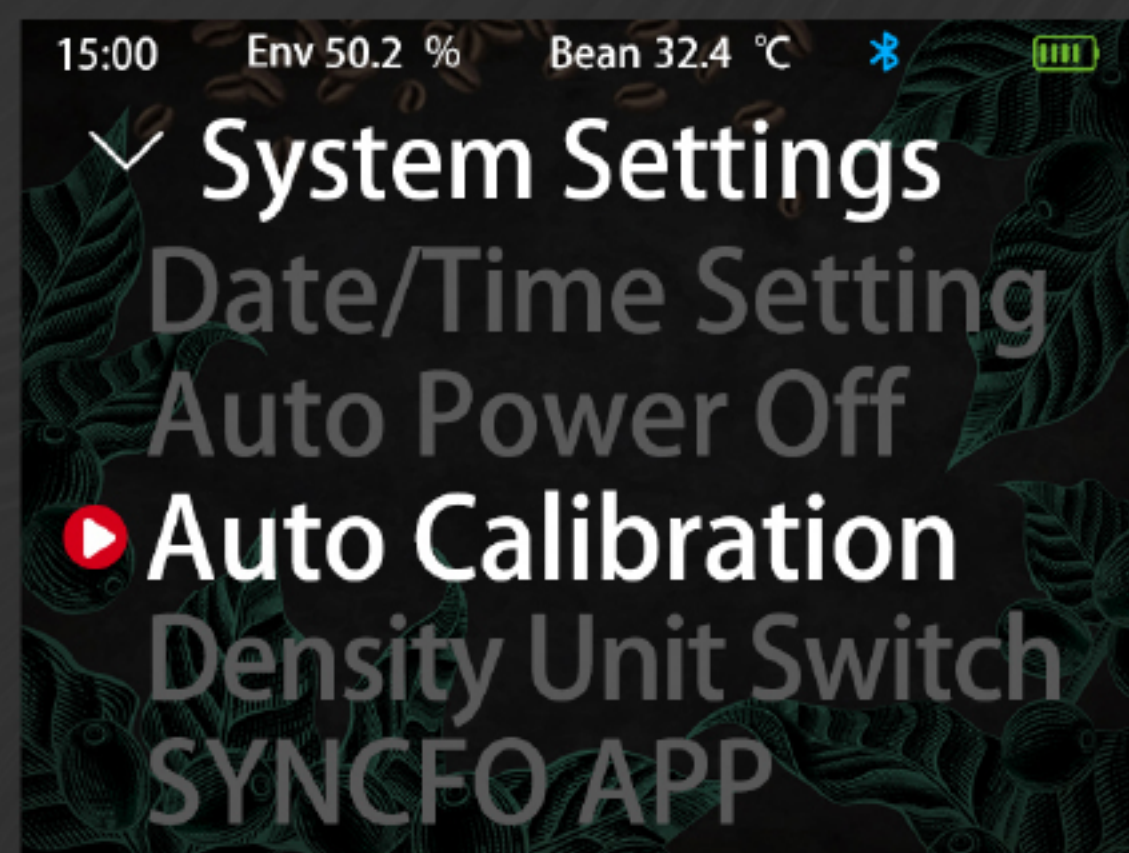 15:00 Env 50.2 % Bean 32.4 ℃
System Settings
Date/Time Setting
Auto Power Off
Auto Calibration
Density Unit Switch
SYNCFO APP